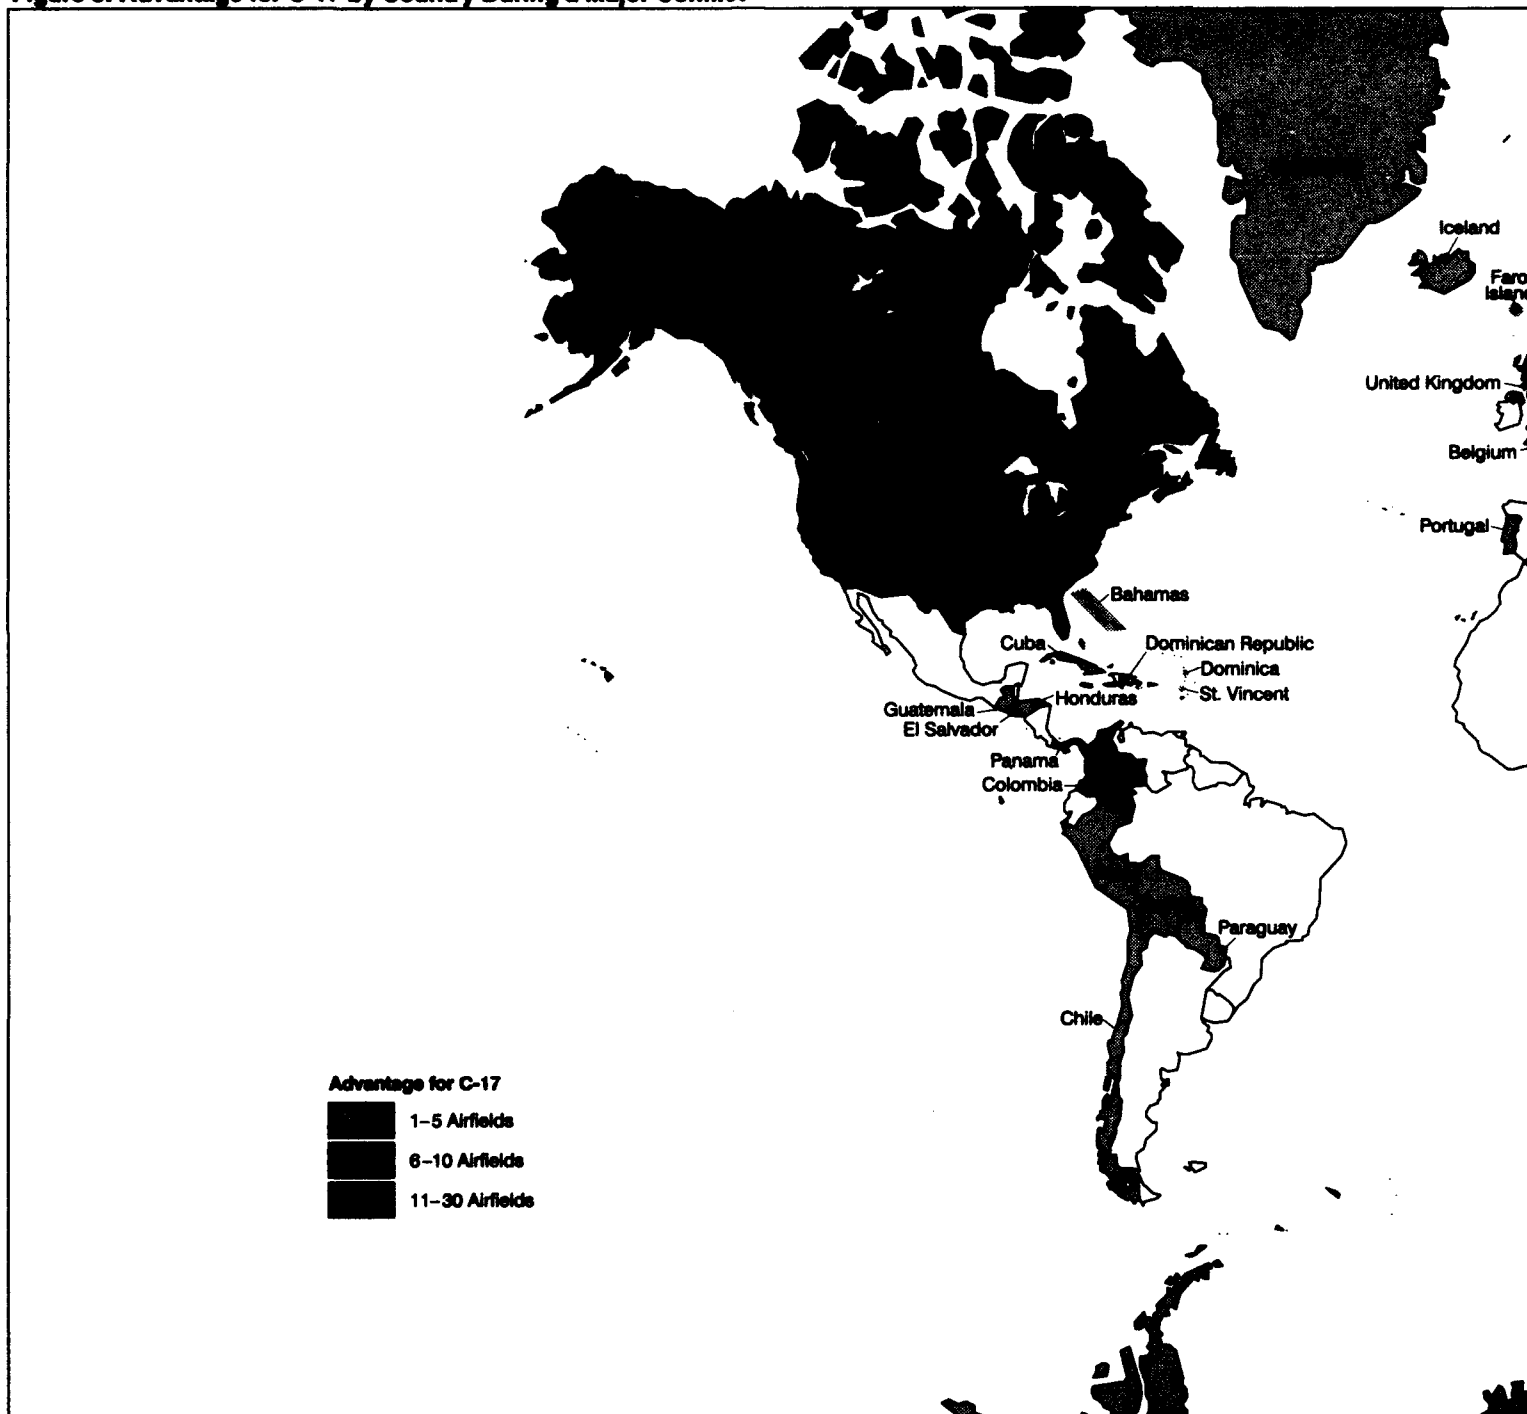 Iceland
United Kingdom
Belgium
Portugal
Bahamas
Cuba
Dominican Republic
Dominica
St. Vincent
Honduras
Guatemala
El Salvador
Panama
Colombia
Paraguay
Chile
Advantage for C-17
1–5 Airfields
6–10 Airfields
11–30 Airfields